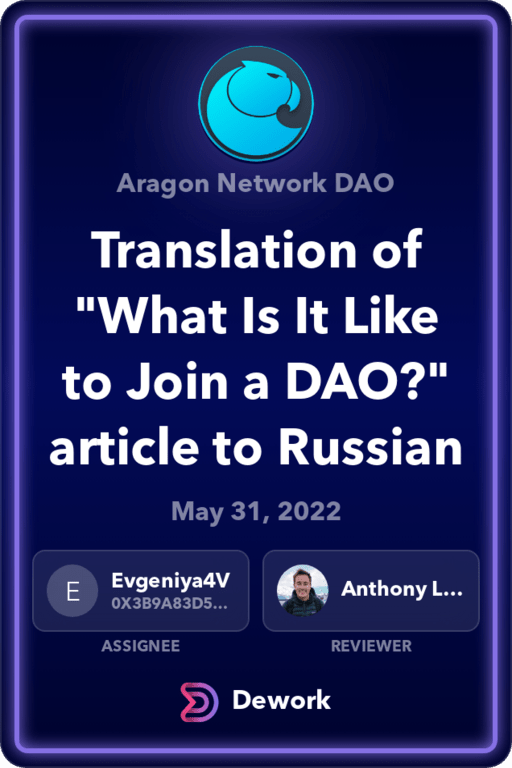 Aragon Network DAO
Translation of
"What Is It Like
to Join a DAO?"
article to Russian
May 31, 2022
E
Evgeniya4V
0X3B9A83D5...
ASSIGNEE
Anthony L...
REVIEWER
Dework